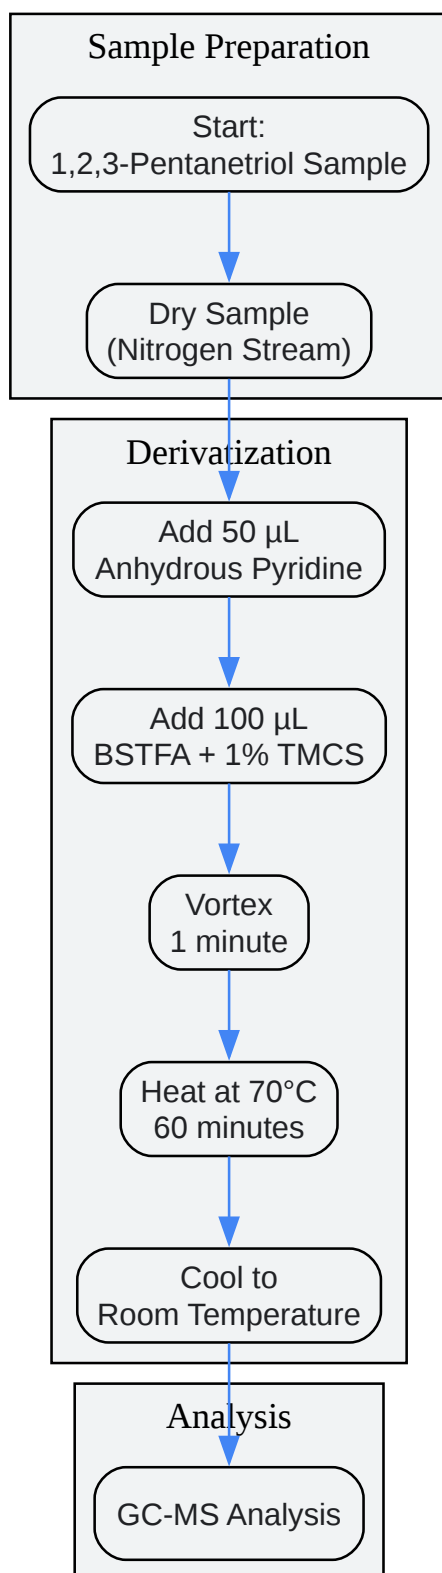 Sample Preparation
Start:
1,2,3-Pentanetriol Sample
Dry Sample
(Nitrogen Stream)
Derivatization
Add 50 µL
Anhydrous Pyridine
Add 100 µL
BSTFA + 1% TMCS
Vortex
1 minute
Heat at 70°C
60 minutes
Cool to
Room Temperature
Analysis
GC-MS Analysis